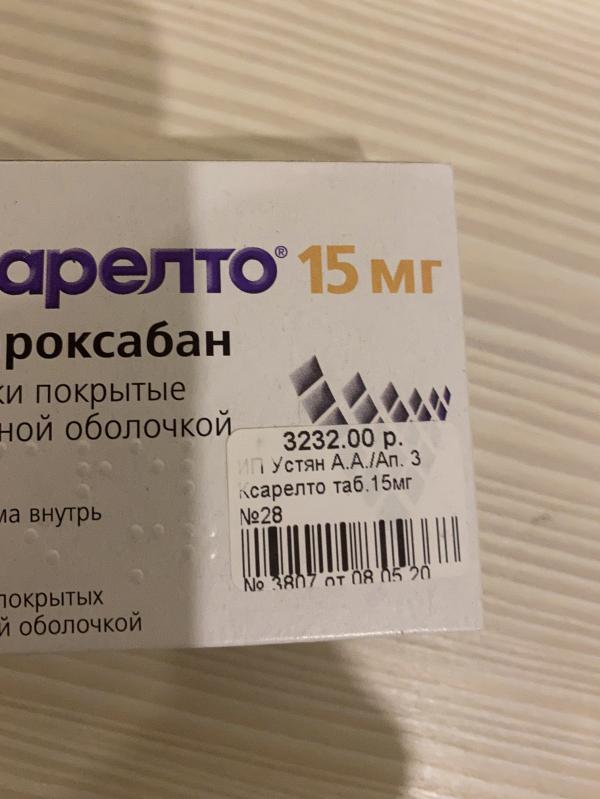 арелто® 15 мг
роксабан
ки покрытые
ной оболочкой
3232.00 р.
ИП Устян А.А./Ап. 3
Ксарелто таб.15мг
№28
ма внутрь
№ 3807 от 08.05.20
покрытых
й оболочкой